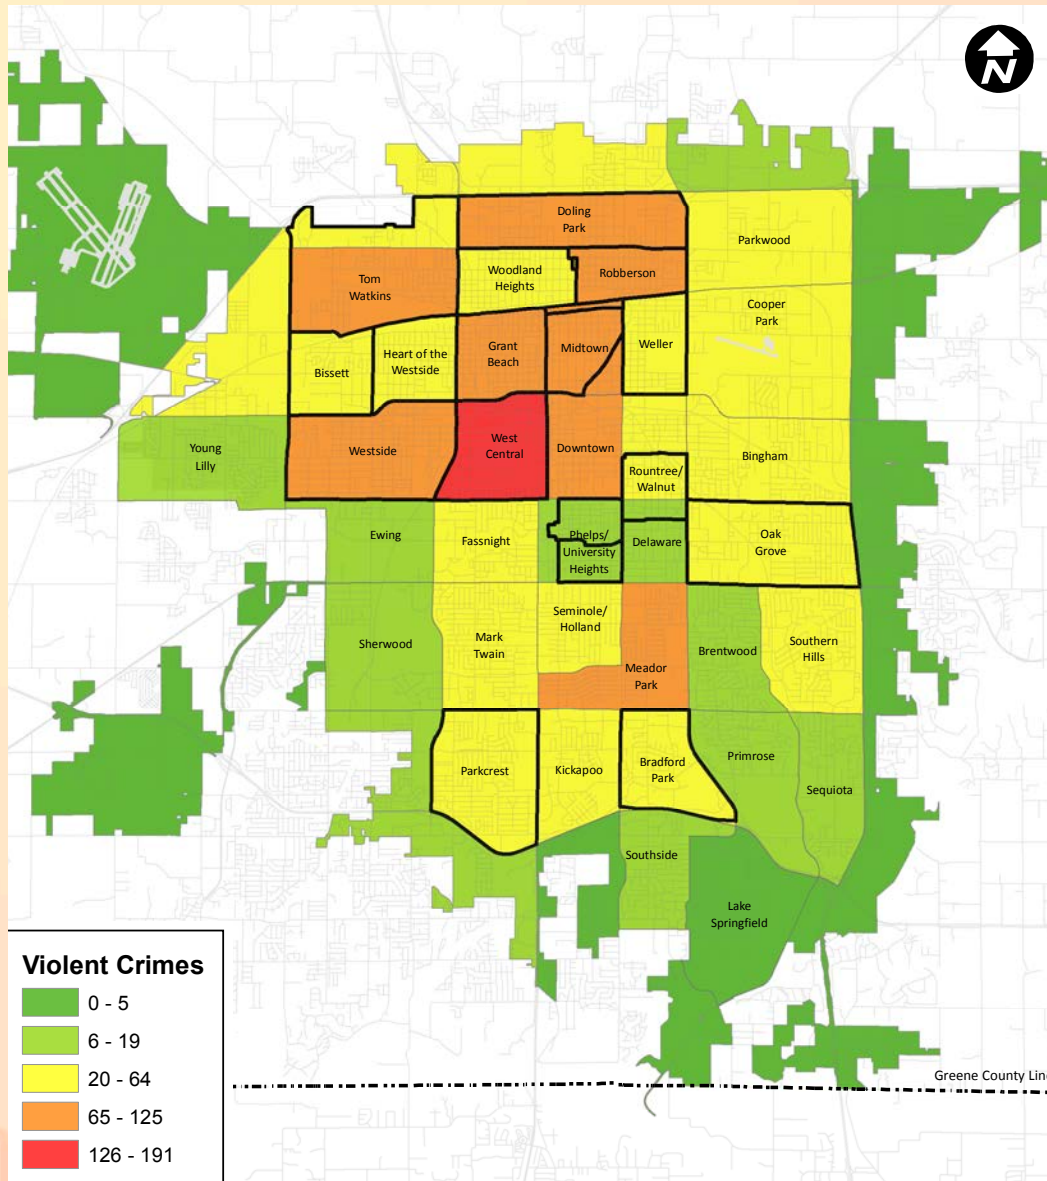 N
Doling
Park
Parkwood
Woodland
Heights
Robberson
Tom
Watkins
Cooper
Park
Grant
Beach
Midtown
Weller
Heart of the
Westside
Bissett
Young
Lilly
Westside
West
Central
Downtown
Bingham
Rountree/
Walnut
Ewing
Fassnight
Phelps/
University
Heights
Delaware
Oak
Grove
Seminole/
Holland
Sherwood
Mark
Twain
Brentwood
Southern
Hills
Meador
Park
Parkcrest
Kickapoo
Bradford
Park
Primrose
Sequiota
Southside
Lake
Springfield
Violent Crimes
0 - 5
6 - 19
20 - 64
65 - 125
126 - 191
Greene County Line